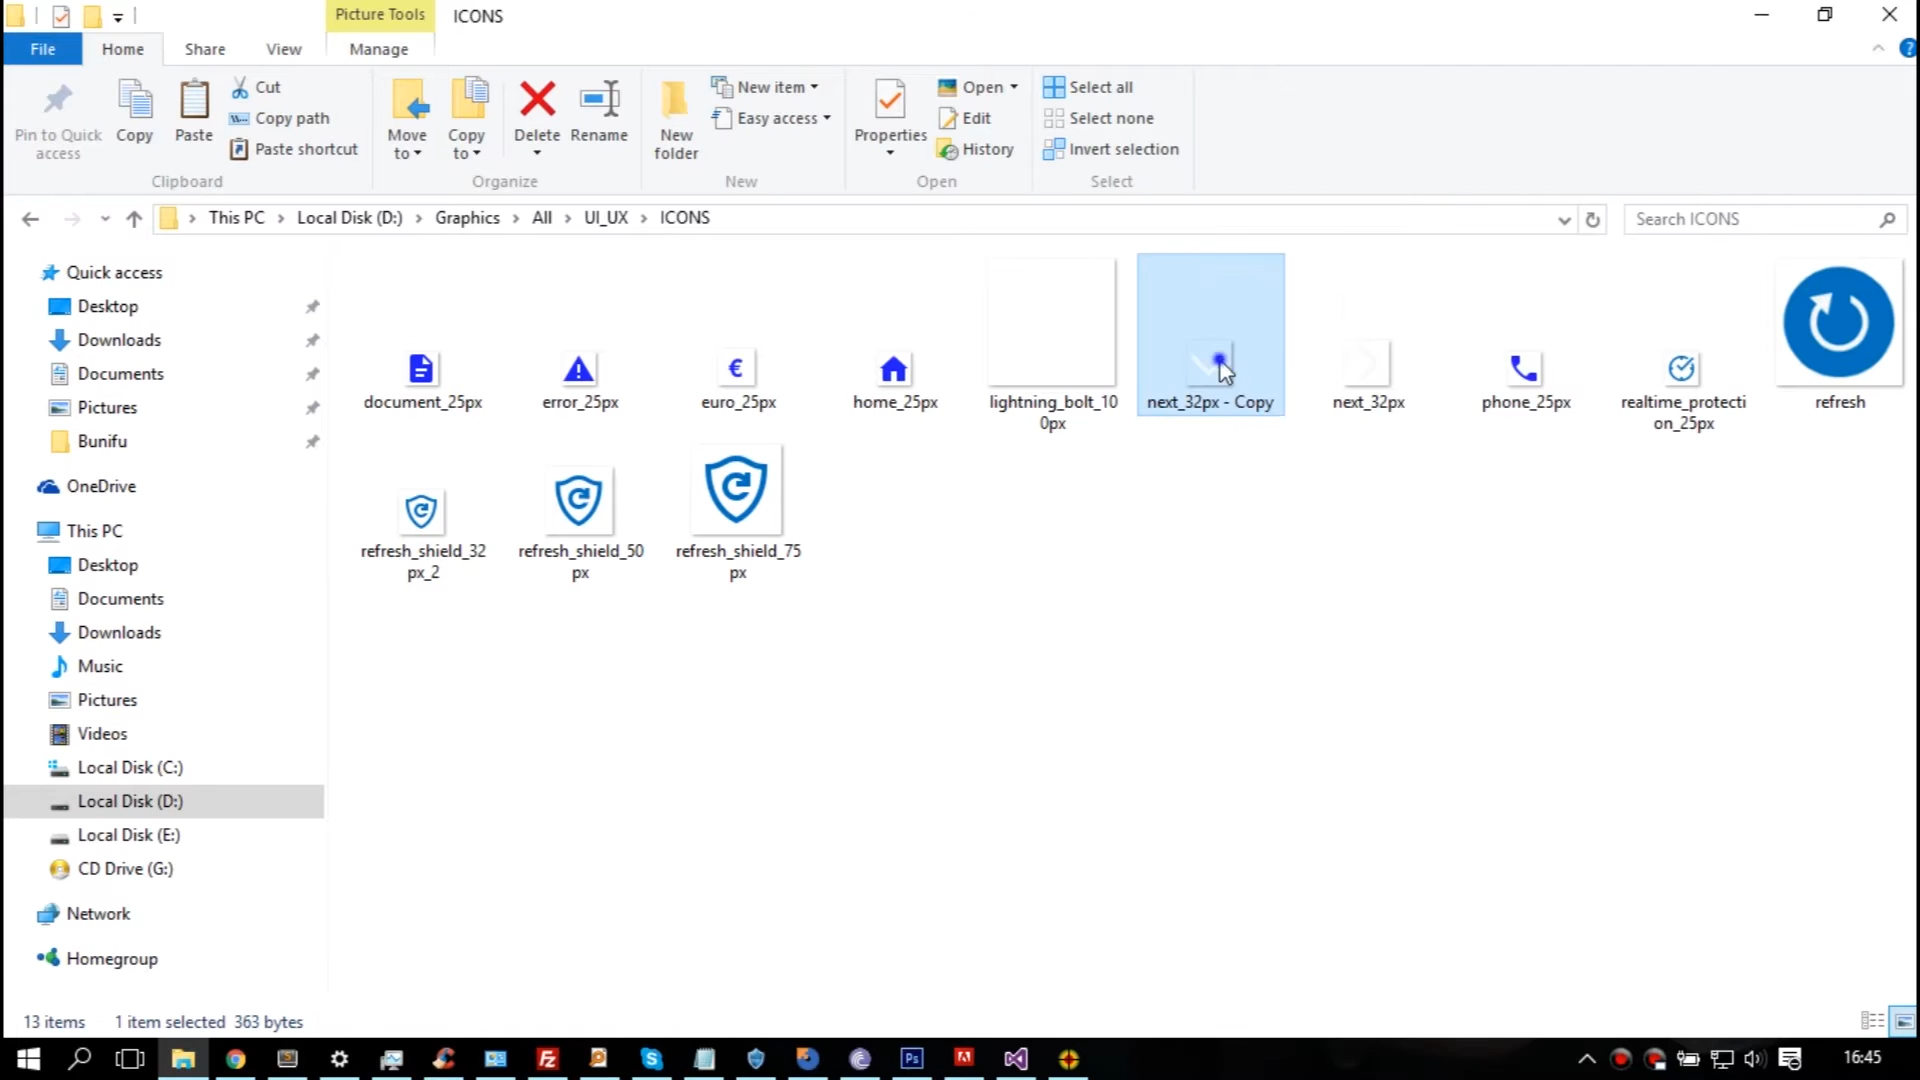 Picture Tools ICONS
File Home Share View Manage
Pin to Quick access
Copy
Paste
Cut
Copy path
Paste shortcut
Clipboard
Move to
Copy to
Delete
Rename
Organize
New folder
New item
Easy access
New
Properties
Open
Edit
History
Open
Select all
Select none
Invert selection
Select
This PC > Local Disk (D:) > Graphics > All > UI_UX > ICONS
Search ICONS
Quick access
Desktop
Downloads
Documents
Pictures
Bunifu
OneDrive
This PC
Desktop
Documents
Downloads
Music
Pictures
Videos
Local Disk (C:)
Local Disk (D:)
Local Disk (E:)
CD Drive (G:)
Network
Homegroup
document_25px
error_25px
euro_25px
home_25px
lightning_bolt_10
0px
next_32px - Copy
next_32px
phone_25px
realtime_protecti
on_25px
refresh
refresh_shield_32
px_2
refresh_shield_50
px
refresh_shield_75
px
13 items 1 item selected 363 bytes
Ps
16:45